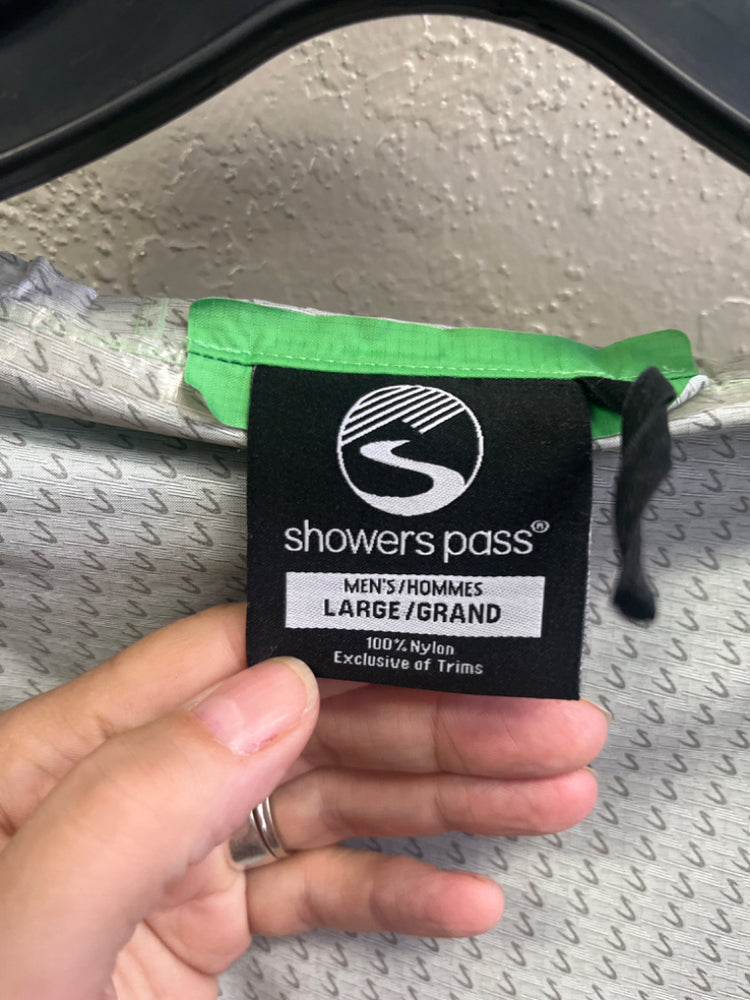 showers pass®
MEN'S/HOMMES
LARGE/GRAND
100% Nylon
Exclusive of Trims